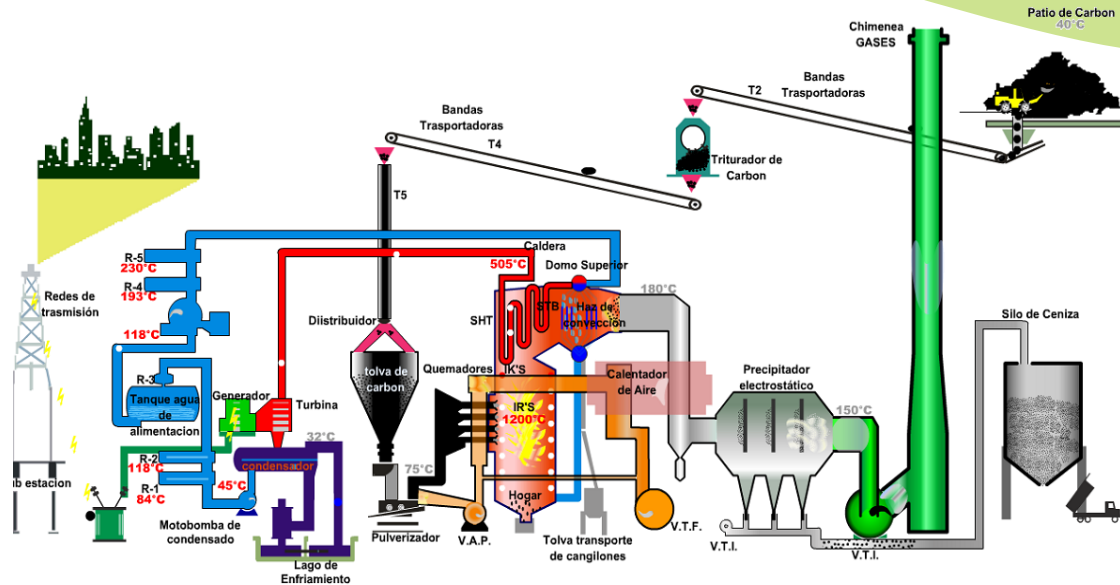 Patio de Carbon
40°C
Chimenea
GASES
Bandas
Trasportadoras
T2
Bandas
Trasportadoras
T4
Triturador de
Carbon
T5
Caldera
505°C
Domo Superior
R-5
230°C
R-4
193°C
180°C
Redes de
trasmisión
STB
Haz de
convección
SHT
Silo de Ceniza
118°C
Diistribuidor
Quemadores
IK'S
Calentador
de Aire
Precipitador
electrostático
tolva de
carbon
R-3
Tanque agua
de
alimentacion
Generador
Turbina
IR'S
1200°C
150°C
32°C
R-2
118°C
condensador
75°C
R-1
84°C
45°C
Hogar
b estacion
Motobomba de
condensado
Pulverizador
V.A.P.
Tolva transporte
de cangilones
V.T.F.
V.T.I.
V.T.I.
Lago de
Enfriamiento